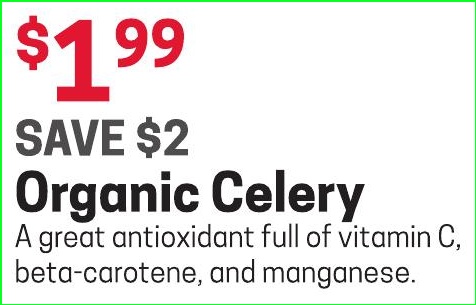 $1.99
SAVE $2
Organic Celery
A great antioxidant full of vitamin C,
beta-carotene, and manganese.